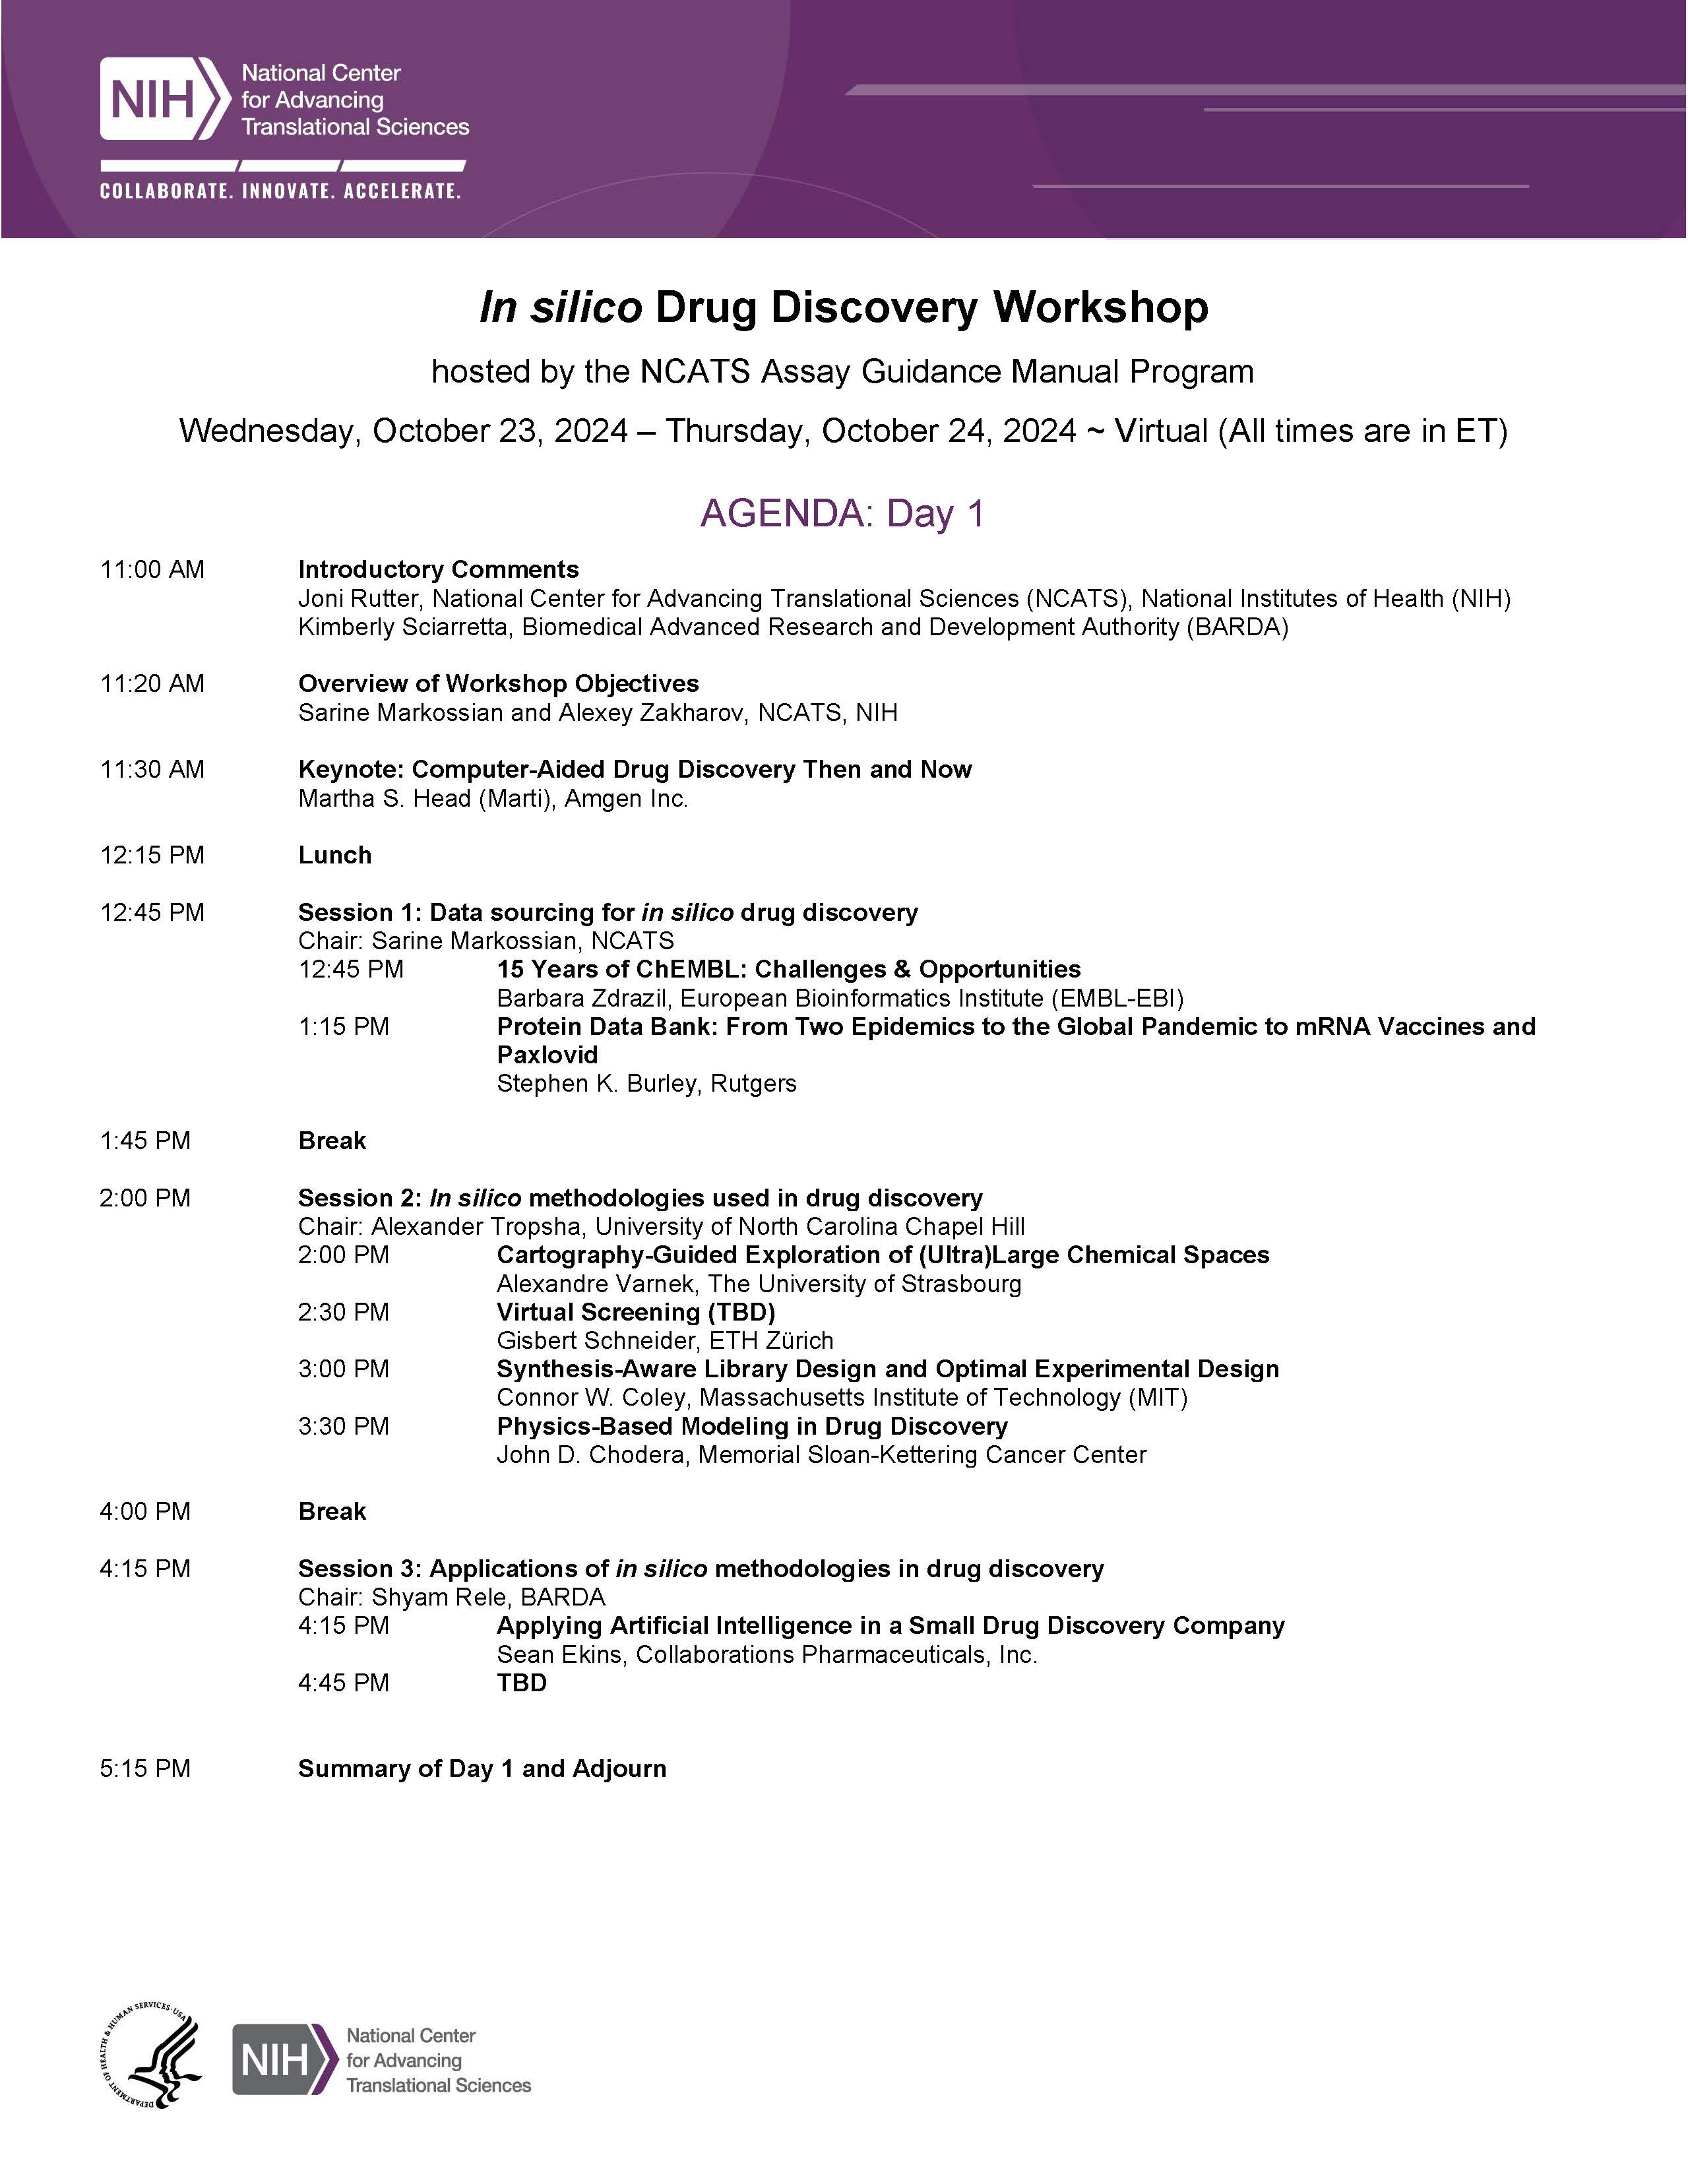 NIH
National Center
for Advancing
Translational Sciences
COLLABORATE. INNOVATE. ACCELERATE.
In silico Drug Discovery Workshop
hosted by the NCATS Assay Guidance Manual Program
Wednesday, October 23, 2024 – Thursday, October 24, 2024 ~ Virtual (All times are in ET)
AGENDA: Day 1
11:00 AM Introductory Comments
Joni Rutter, National Center for Advancing Translational Sciences (NCATS), National Institutes of Health (NIH)
Kimberly Sciarretta, Biomedical Advanced Research and Development Authority (BARDA)
11:20 AM Overview of Workshop Objectives
Sarine Markossian and Alexey Zakharov, NCATS, NIH
11:30 AM Keynote: Computer-Aided Drug Discovery Then and Now
Martha S. Head (Marti), Amgen Inc.
12:15 PM Lunch
12:45 PM Session 1: Data sourcing for in silico drug discovery
Chair: Sarine Markossian, NCATS
12:45 PM 15 Years of ChEMBL: Challenges & Opportunities
Barbara Zdrazil, European Bioinformatics Institute (EMBL-EBI)
1:15 PM Protein Data Bank: From Two Epidemics to the Global Pandemic to mRNA Vaccines and
Paxlovid
Stephen K. Burley, Rutgers
1:45 PM Break
2:00 PM Session 2: In silico methodologies used in drug discovery
Chair: Alexander Tropsha, University of North Carolina Chapel Hill
2:00 PM Cartography-Guided Exploration of (Ultra)Large Chemical Spaces
Alexandre Varnek, The University of Strasbourg
2:30 PM Virtual Screening (TBD)
Gisbert Schneider, ETH Zürich
3:00 PM Synthesis-Aware Library Design and Optimal Experimental Design
Connor W. Coley, Massachusetts Institute of Technology (MIT)
3:30 PM Physics-Based Modeling in Drug Discovery
John D. Chodera, Memorial Sloan-Kettering Cancer Center
4:00 PM Break
4:15 PM Session 3: Applications of in silico methodologies in drug discovery
Chair: Shyam Rele, BARDA
4:15 PM Applying Artificial Intelligence in a Small Drug Discovery Company
Sean Ekins, Collaborations Pharmaceuticals, Inc.
4:45 PM TBD
5:15 PM Summary of Day 1 and Adjourn
DEPARTMENT OF HEALTH & HUMAN SERVICES·USA
NIH
National Center
for Advancing
Translational Sciences